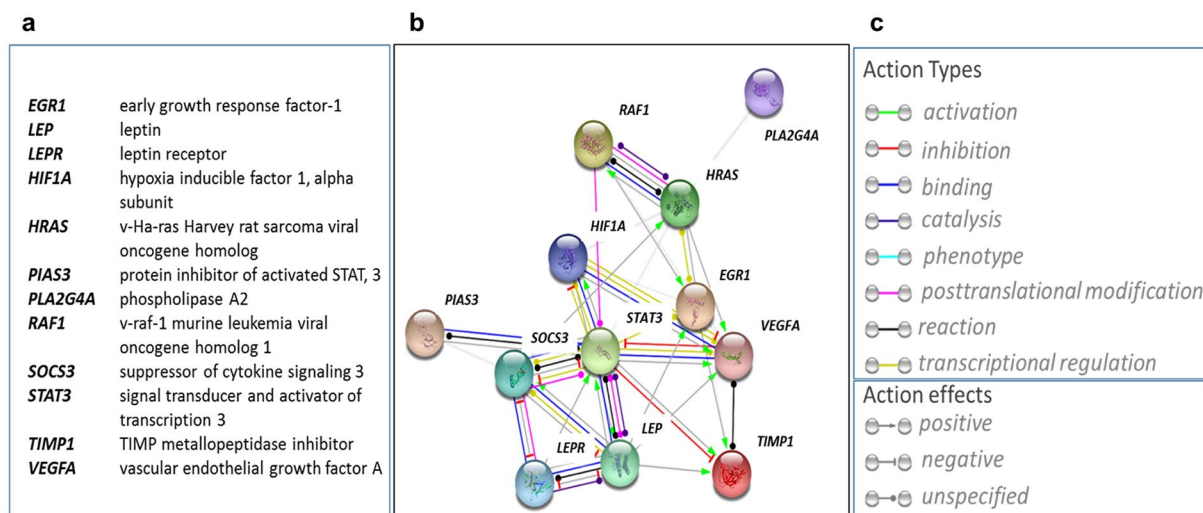 a
EGR1 early growth response factor-1
LEP leptin
LEPR leptin receptor
HIF1A hypoxia inducible factor 1, alpha
subunit
HRAS v-Ha-ras Harvey rat sarcoma viral
oncogene homolog
PIAS3 protein inhibitor of activated STAT, 3
PLA2G4A phospholipase A2
RAF1 v-raf-1 murine leukemia viral
oncogene homolog 1
SOCS3 suppressor of cytokine signaling 3
STAT3 signal transducer and activator of
transcription 3
TIMP1 TIMP metallopeptidase inhibitor
VEGFA vascular endothelial growth factor A
b
RAF1
PLA2G4A
HRAS
HIF1A
EGR1
PIAS3
STAT3
VEGFA
SOCS3
LEPR
LEP
TIMP1
c
Action Types
activation
inhibition
binding
catalysis
phenotype
posttranslational modification
reaction
transcriptional regulation
Action effects
positive
negative
unspecified